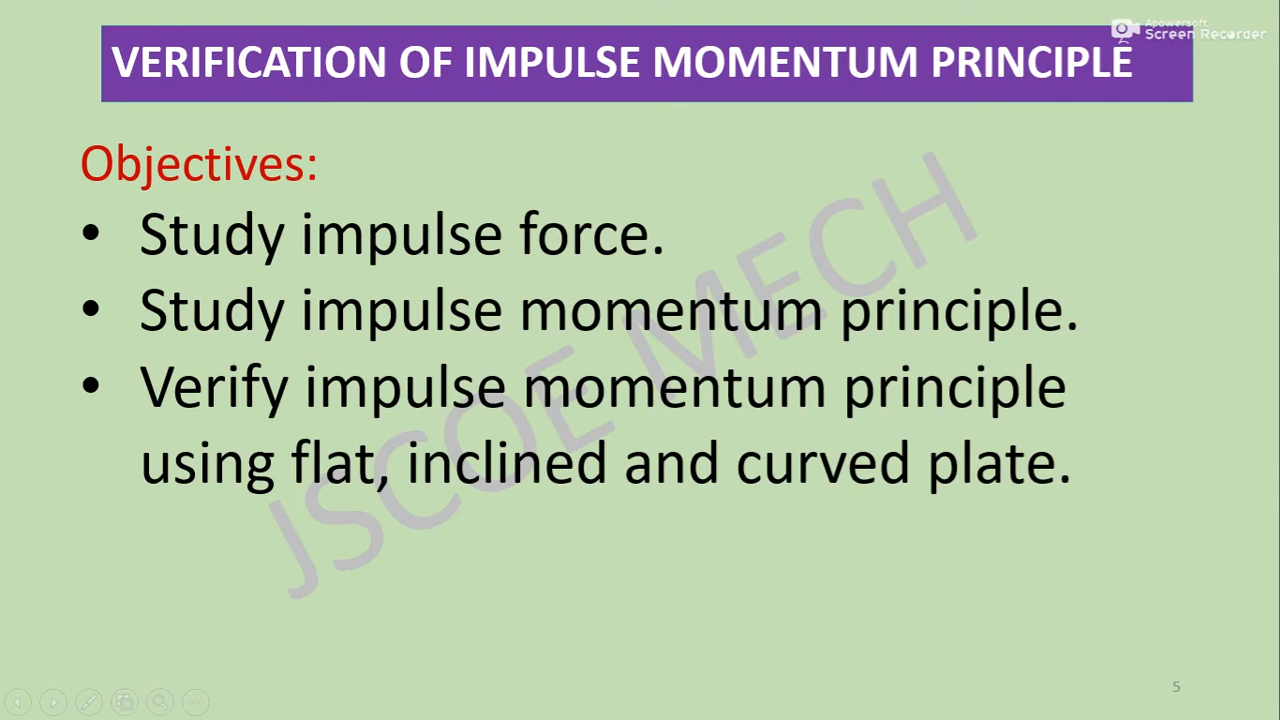 Apowersoft
Screen Recorder
VERIFICATION OF IMPULSE MOMENTUM PRINCIPLE
Objectives:
• Study impulse force.
• Study impulse momentum principle.
• Verify impulse momentum principle
using flat, inclined and curved plate.
JSCOE MECH
5